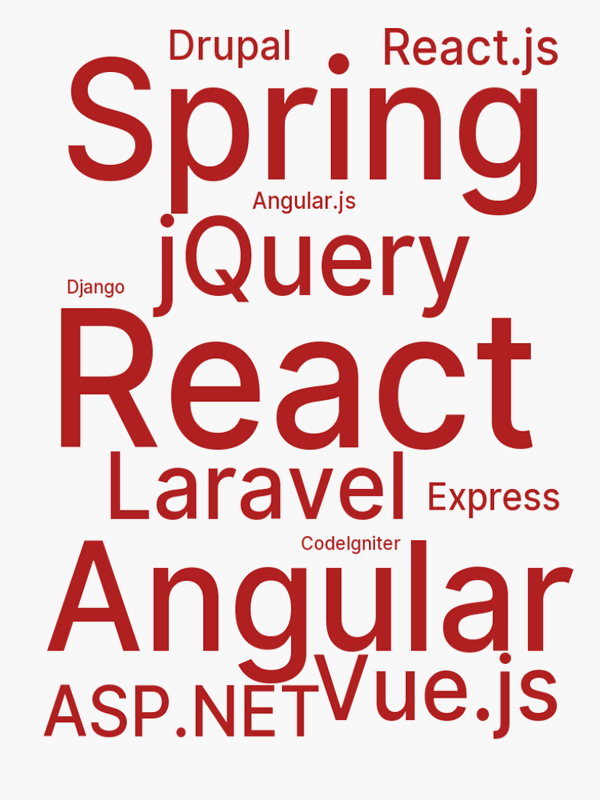 Drupal React.js
Spring
Angular.js
jQuery
Django
React
Laravel
Express
CodeIgniter
Angular
Vue.js
ASP.NET